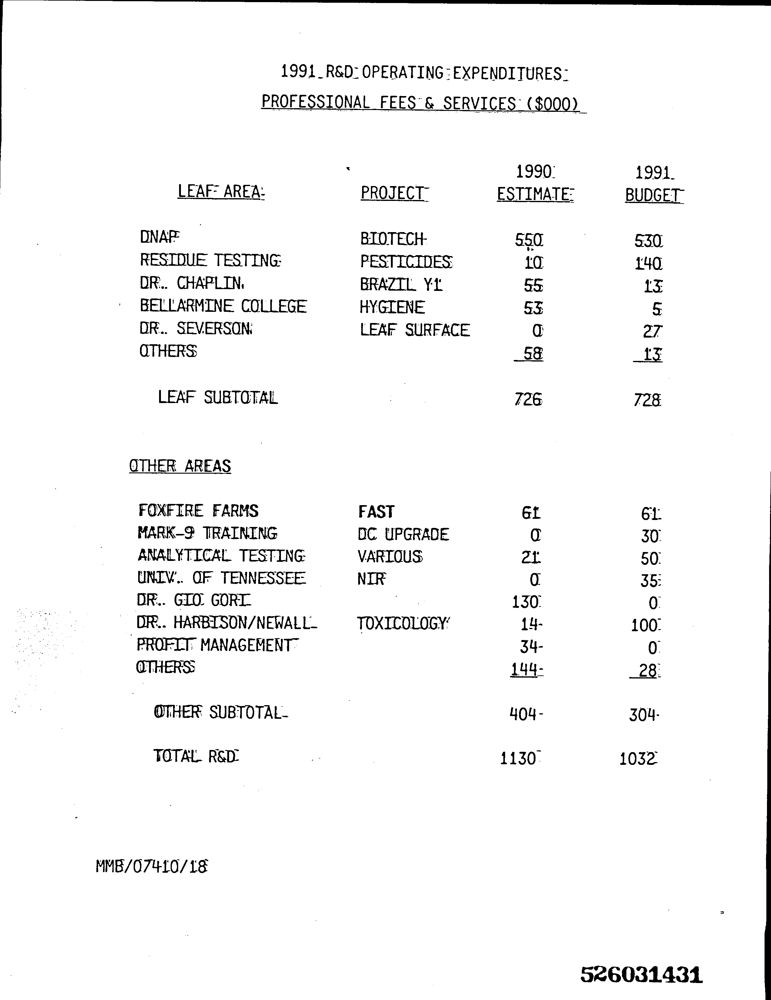 1991 R&D OPERATING EXPENDITURES
PROFESSIONAL FEES & SERVICES ($000)
1990 1991
LEAF AREA PROJECT ESTIMATE BUDGET
DNAP BIOTECH 550 530
RESIDUE TESTING PESTICIDES 10 140
DR. CHAPLIN BRAZIL Y1 55 13
BELLARMINE COLLEGE HYGIENE 53 5
DR. SEVERSON LEAF SURFACE 0 27
OTHERS 58 13
LEAF SUBTOTAL 726 728
OTHER AREAS
FOXFIRE FARMS FAST 61 61
MARK-9 TRAINING DC UPGRADE 0 30
ANALYTICAL TESTING VARIOUS 21 50
UNIV. OF TENNESSEE NIR 0 35
DR. GIO GORI 130 0
DR. HARBISON/NEWALL TOXICOLOGY 14 100
PROFIT MANAGEMENT 34 0
OTHERS 144 28
OTHER SUBTOTAL 404 304
TOTAL R&D 1130 1032
MMB/07410/18
526031431